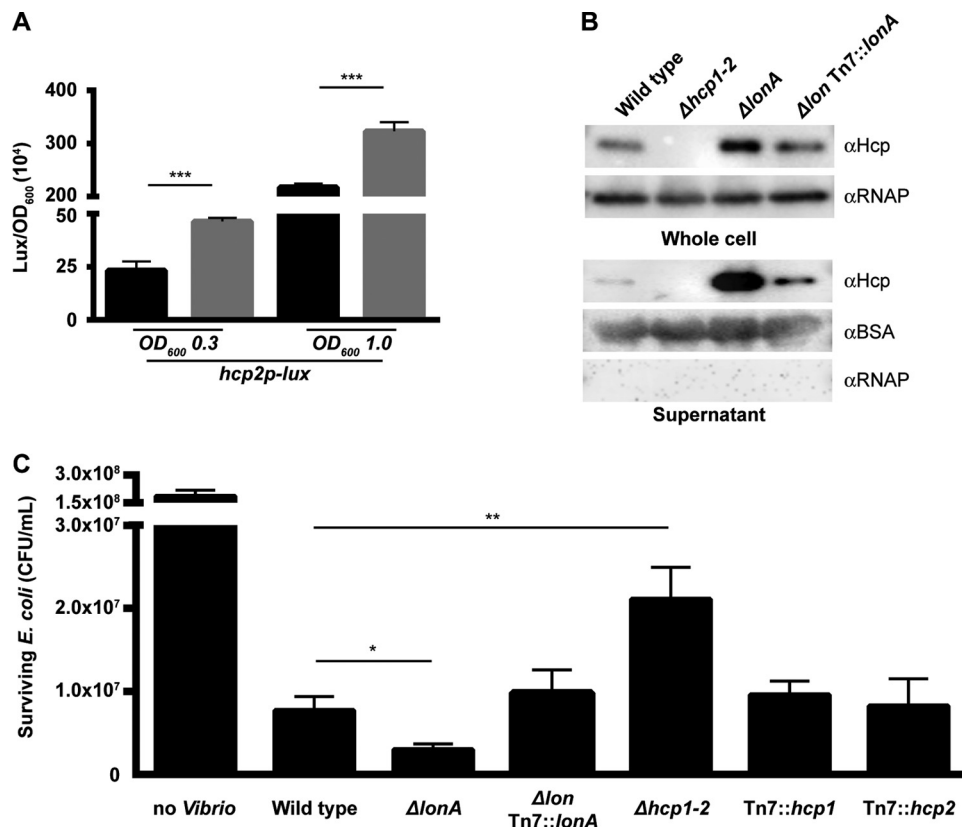 A
Lux/OD600 (10⁴)
400
300
200
50
25
0
***
***
OD600 0.3
OD600 1.0
hcp2p-lux
B
Wild type
Δhcp1-2
ΔlonA
Δlon Tn7::lonA
αHcp
αRNAP
Whole cell
αHcp
αBSA
αRNAP
Supernatant
C
Surviving E. coli (CFU/mL)
3.0x10⁸
1.5x10⁸
3.0x10⁷
2.0x10⁷
1.0x10⁷
0
**
*
no Vibrio
Wild type
ΔlonA
Δlon
Tn7::lonA
Δhcp1-2
Tn7::hcp1
Tn7::hcp2